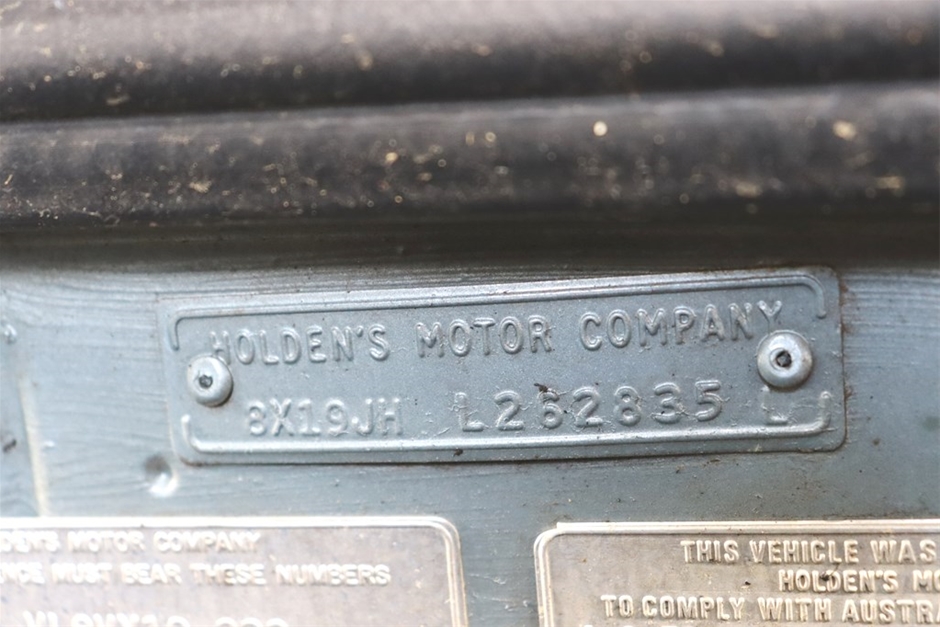 HOLDEN'S MOTOR COMPANY
8X19JH L262835 L
DEN'S MOTOR COMPANY
NCE MUST BEAR THESE NUMBERS
THIS VEHICLE WAS
HOLDEN'S MO
TO COMPLY WITH AUSTRA